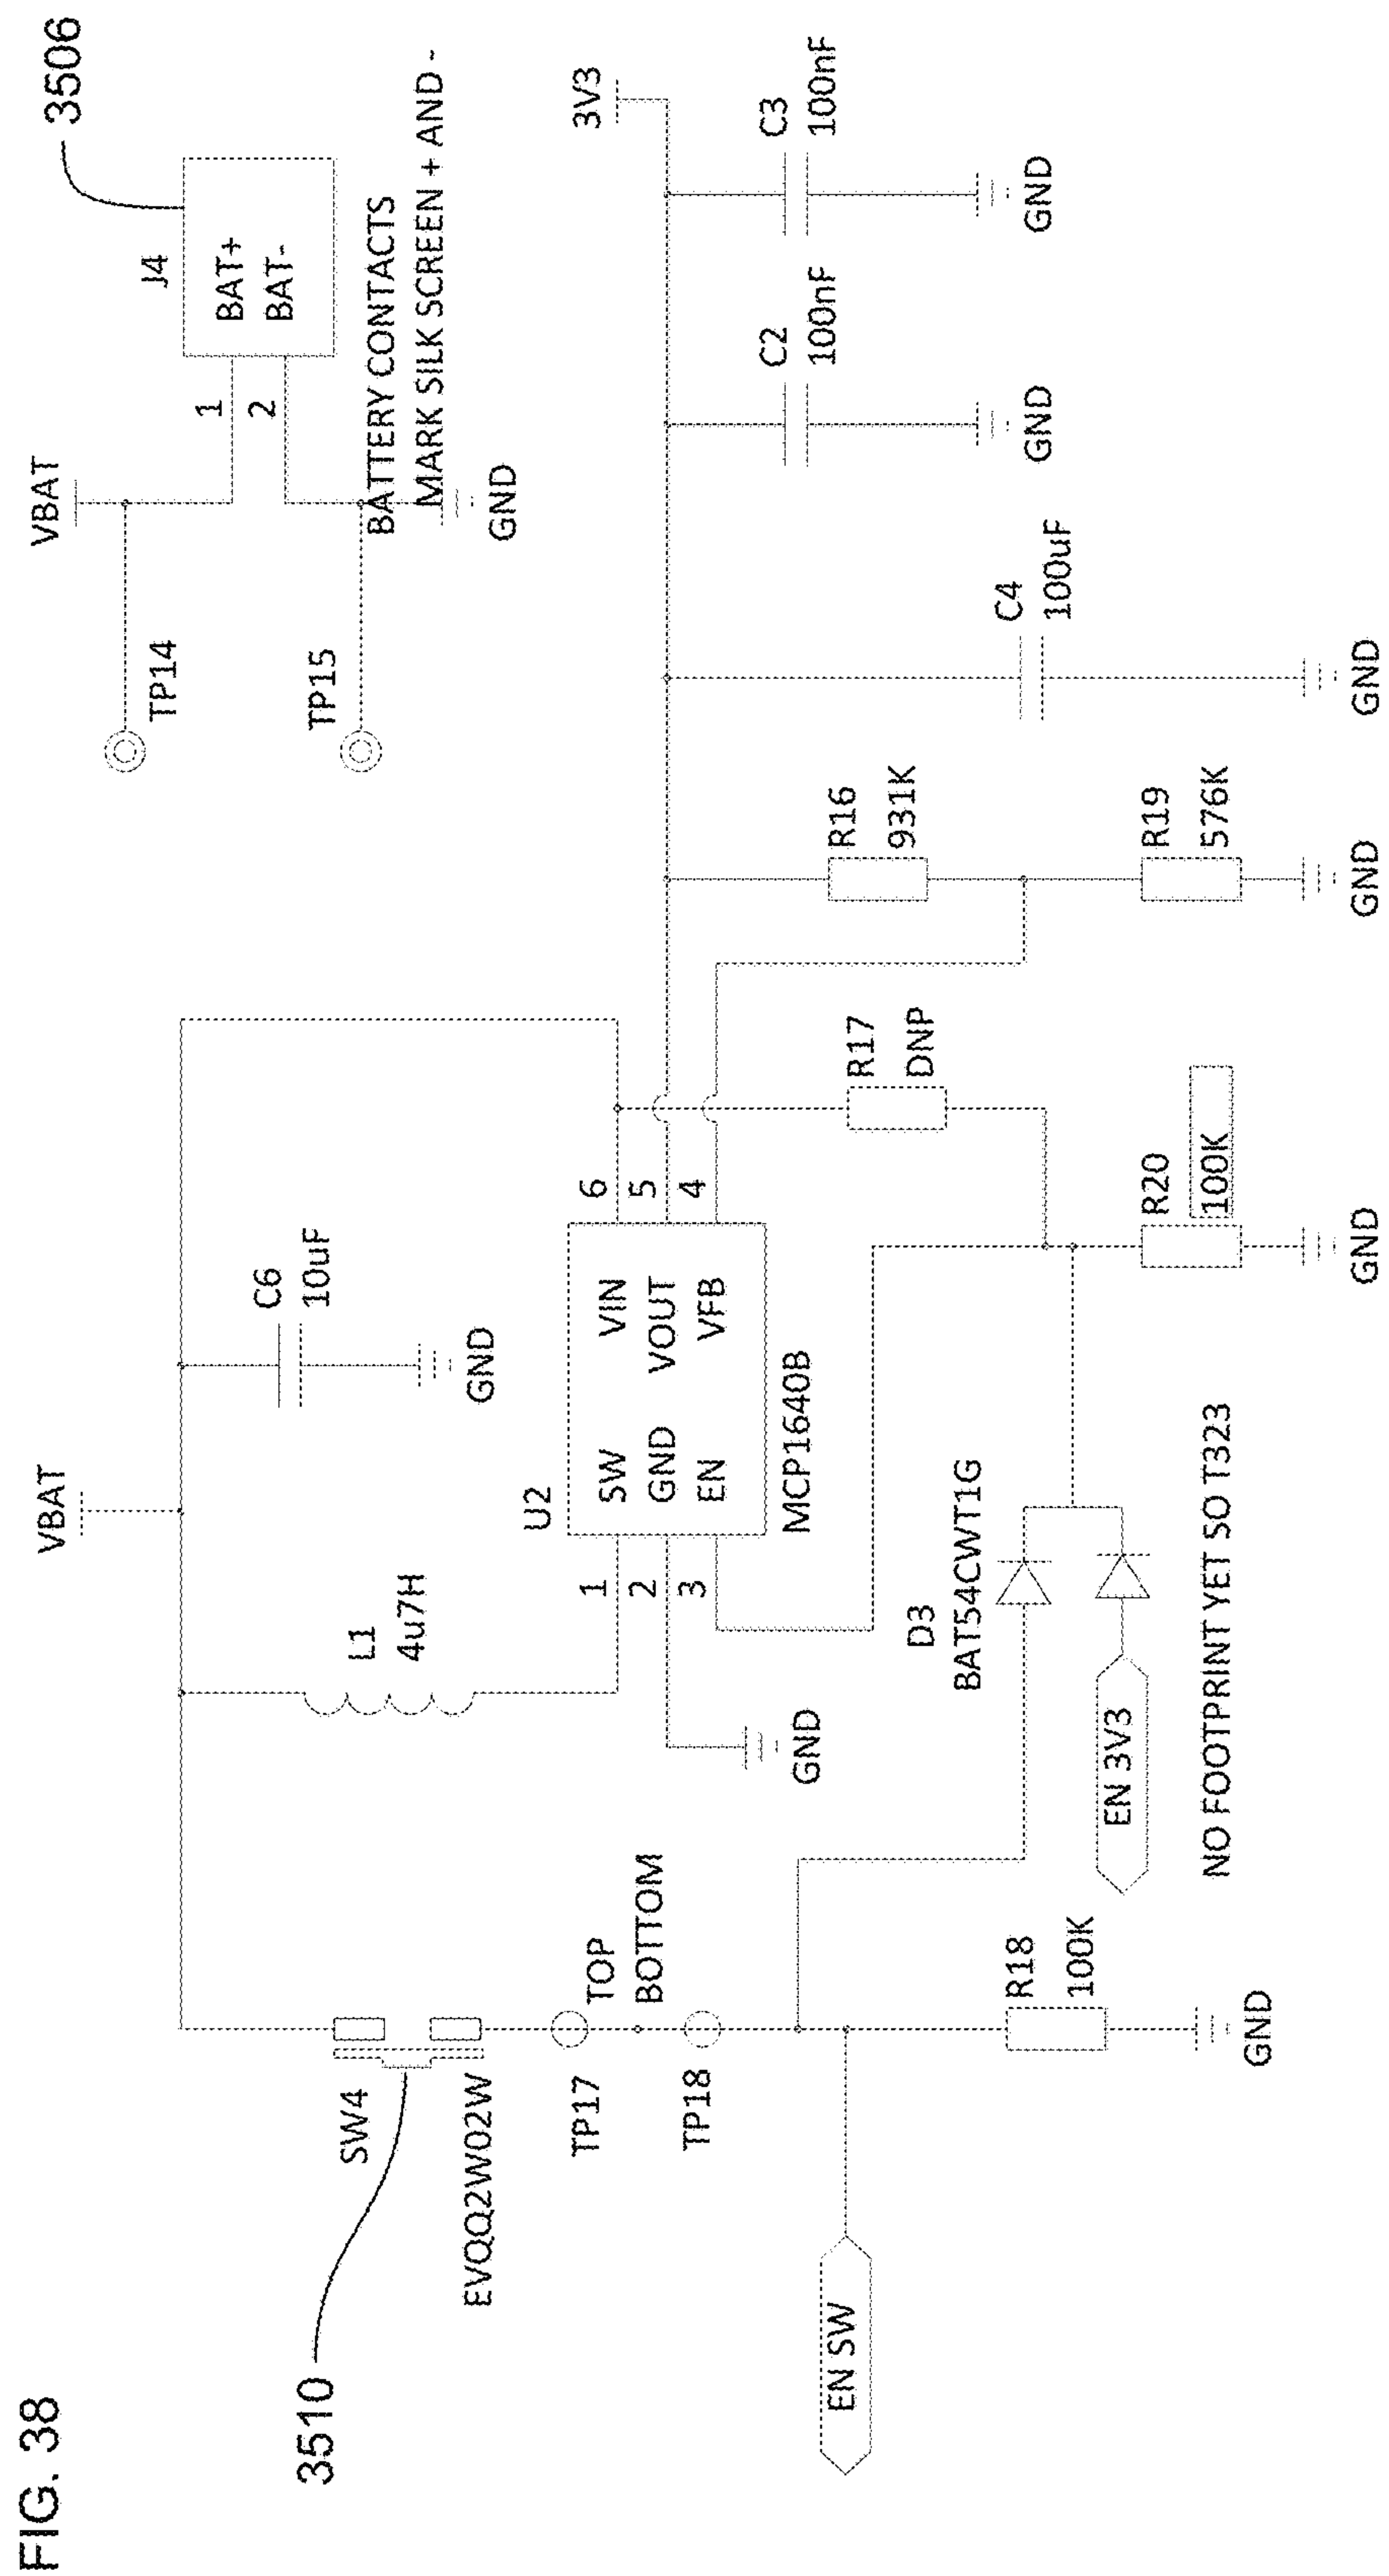 FIG. 38
3510
SW4
EVQQ2W02W
TP17
TOP
BOTTOM
TP18
EN SW
R18
100K
GND
VBAT
L1
4u7H
C6
10uF
GND
U2
1
2
3
SW
GND
EN
VIN
VOUT
VFB
6
5
4
MCP1640B
GND
D3
BAT54CWT1G
EN 3V3
NO FOOTPRINT YET SO T323
R17
DNP
R20
100K
GND
R16
931K
R19
576K
GND
C4
100uF
GND
C2
100nF
GND
C3
100nF
GND
3V3
VBAT
TP14
TP15
1
2
J4
BAT+
BAT-
3506
BATTERY CONTACTS
MARK SILK SCREEN + AND -
GND